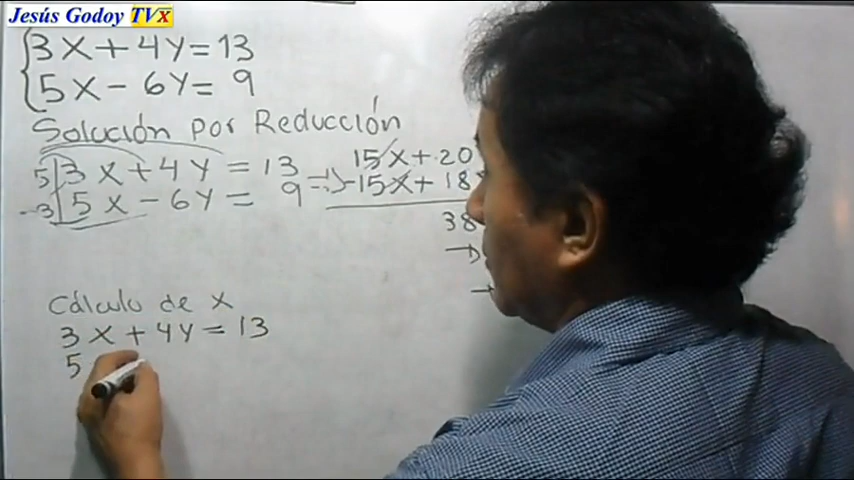 Jesús Godoy TVx
3x+4y=13
5x-6y=9
Solución por Reducción
5|3x+4y=13 15x+20
-3|5x-6y=9 ⇒ -15x+18
38
→
→
Cálculo de x
3x+4y=13
5